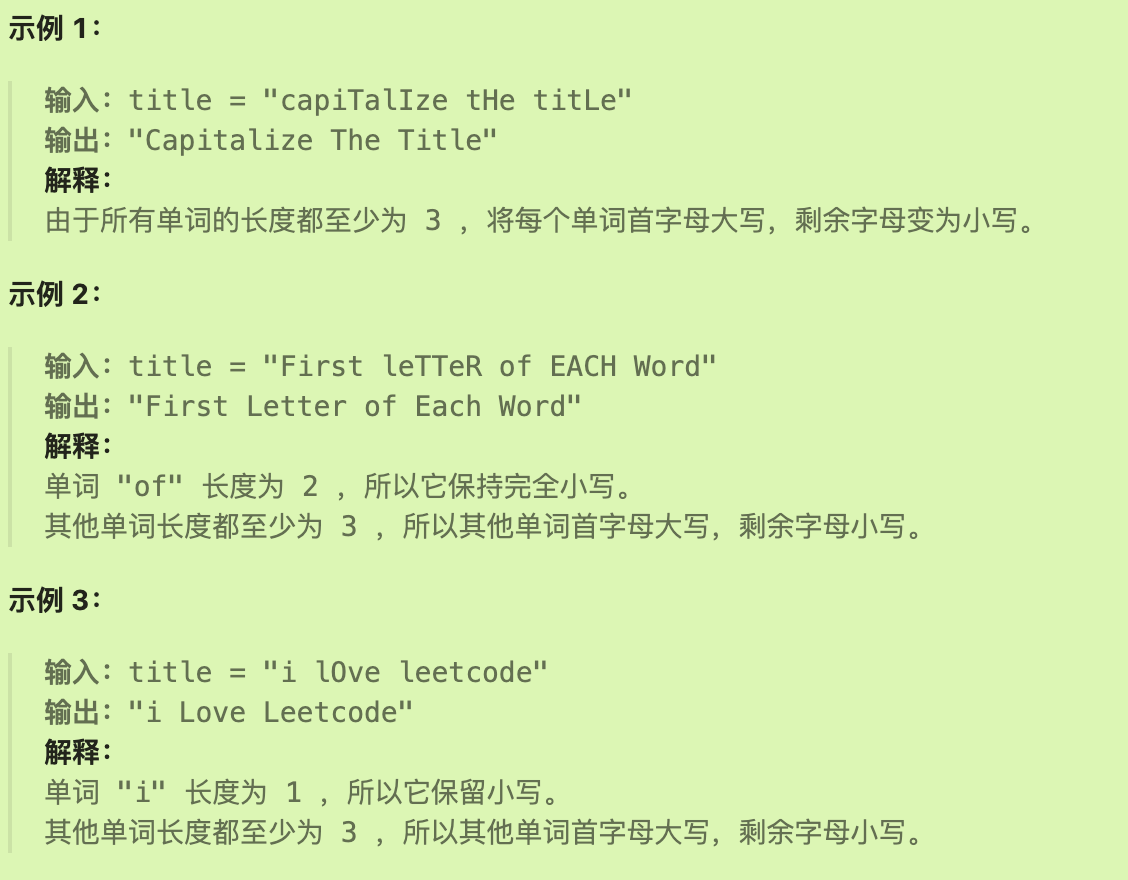 示例 1：
输入：title = "capiTalIze tHe titLe"
输出："Capitalize The Title"
解释：
由于所有单词的长度都至少为 3 ，将每个单词首字母大写，剩余字母变为小写。
示例 2：
输入：title = "First leTTeR of EACH Word"
输出："First Letter of Each Word"
解释：
单词 "of" 长度为 2 ，所以它保持完全小写。
其他单词长度都至少为 3 ，所以其他单词首字母大写，剩余字母小写。
示例 3：
输入：title = "i lOve leetcode"
输出："i Love Leetcode"
解释：
单词 "i" 长度为 1 ，所以它保留小写。
其他单词长度都至少为 3 ，所以其他单词首字母大写，剩余字母小写。